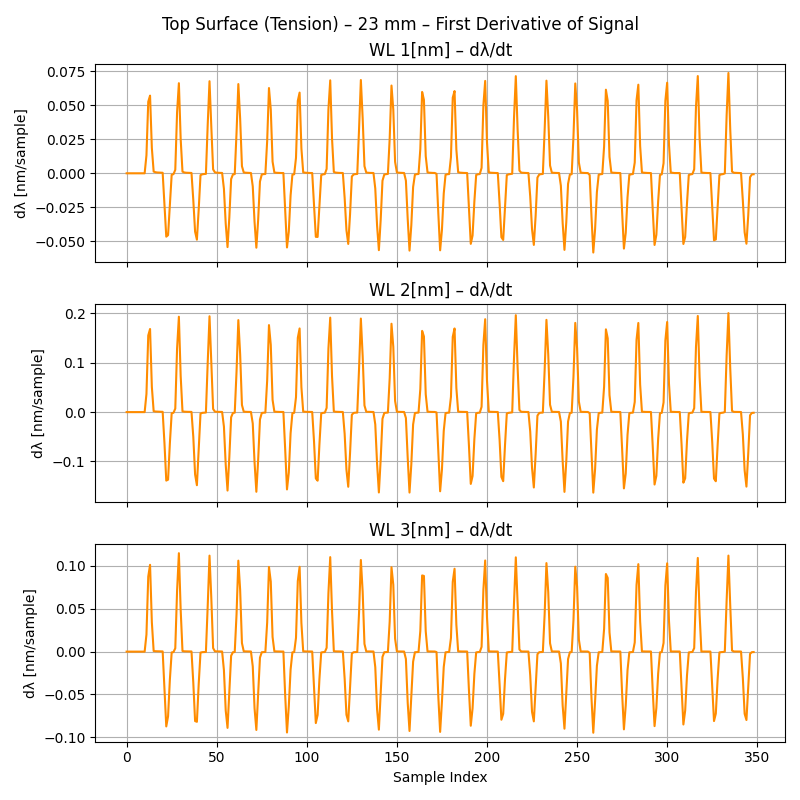 Top Surface (Tension) – 23 mm – First Derivative of Signal
WL 1[nm] – dλ/dt
0.075
0.050
0.025
0.000
−0.025
−0.050
dλ [nm/sample]
WL 2[nm] – dλ/dt
0.2
0.1
0.0
−0.1
dλ [nm/sample]
WL 3[nm] – dλ/dt
0.10
0.05
0.00
−0.05
−0.10
dλ [nm/sample]
0 50 100 150 200 250 300 350
Sample Index